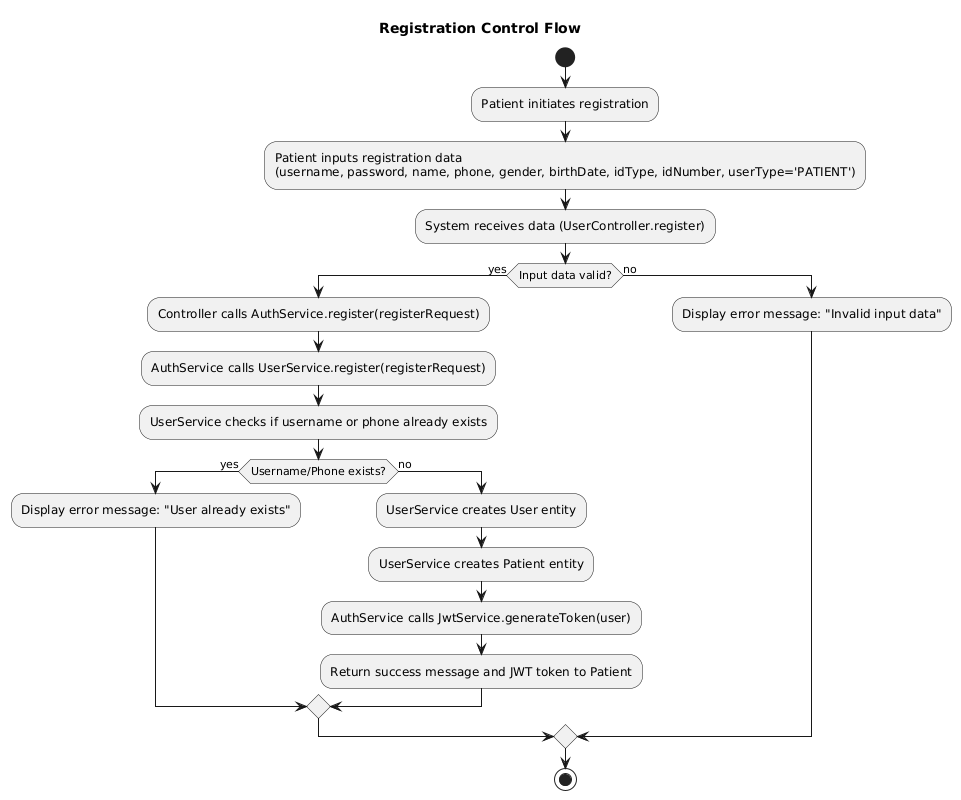 Registration Control Flow
Patient initiates registration
Patient inputs registration data
(username, password, name, phone, gender, birthDate, idType, idNumber, userType='PATIENT')
System receives data (UserController.register)
yes
Input data valid?
no
Controller calls AuthService.register(registerRequest)
Display error message: "Invalid input data"
AuthService calls UserService.register(registerRequest)
UserService checks if username or phone already exists
yes
Username/Phone exists?
no
Display error message: "User already exists"
UserService creates User entity
UserService creates Patient entity
AuthService calls JwtService.generateToken(user)
Return success message and JWT token to Patient